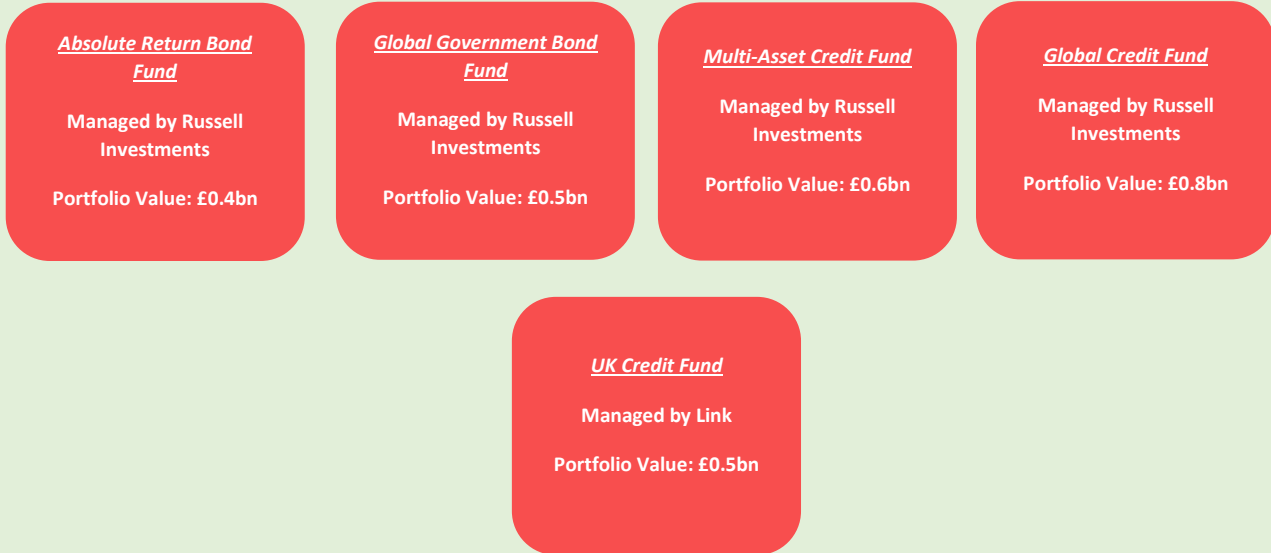 Absolute Return Bond
Fund
Managed by Russell
Investments
Portfolio Value: £0.4bn
Global Government Bond
Fund
Managed by Russell
Investments
Portfolio Value: £0.5bn
Multi-Asset Credit Fund
Managed by Russell
Investments
Portfolio Value: £0.6bn
Global Credit Fund
Managed by Russell
Investments
Portfolio Value: £0.8bn
UK Credit Fund
Managed by Link
Portfolio Value: £0.5bn